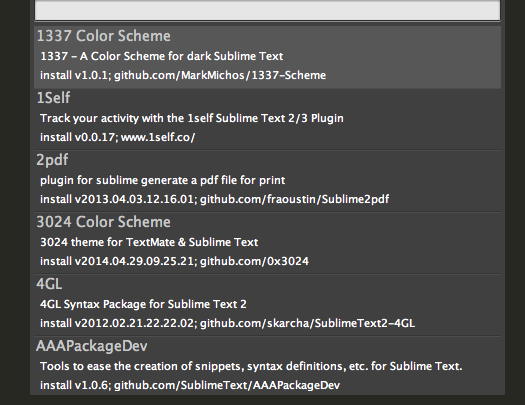 1337 Color Scheme
1337 - A Color Scheme for dark Sublime Text
install v1.0.1; github.com/MarkMichos/1337-Scheme
1Self
Track your activity with the 1self Sublime Text 2/3 Plugin
install v0.0.17; www.1self.co/
2pdf
plugin for sublime generate a pdf file for print
install v2013.04.03.12.16.01; github.com/fraoustin/Sublime2pdf
3024 Color Scheme
3024 theme for TextMate & Sublime Text
install v2014.04.29.09.25.21; github.com/0x3024
4GL
4GL Syntax Package for Sublime Text 2
install v2012.02.21.22.22.02; github.com/skarcha/SublimeText2-4GL
AAAPackageDev
Tools to ease the creation of snippets, syntax definitions, etc. for Sublime Text.
install v1.0.6; github.com/SublimeText/AAAPackageDev